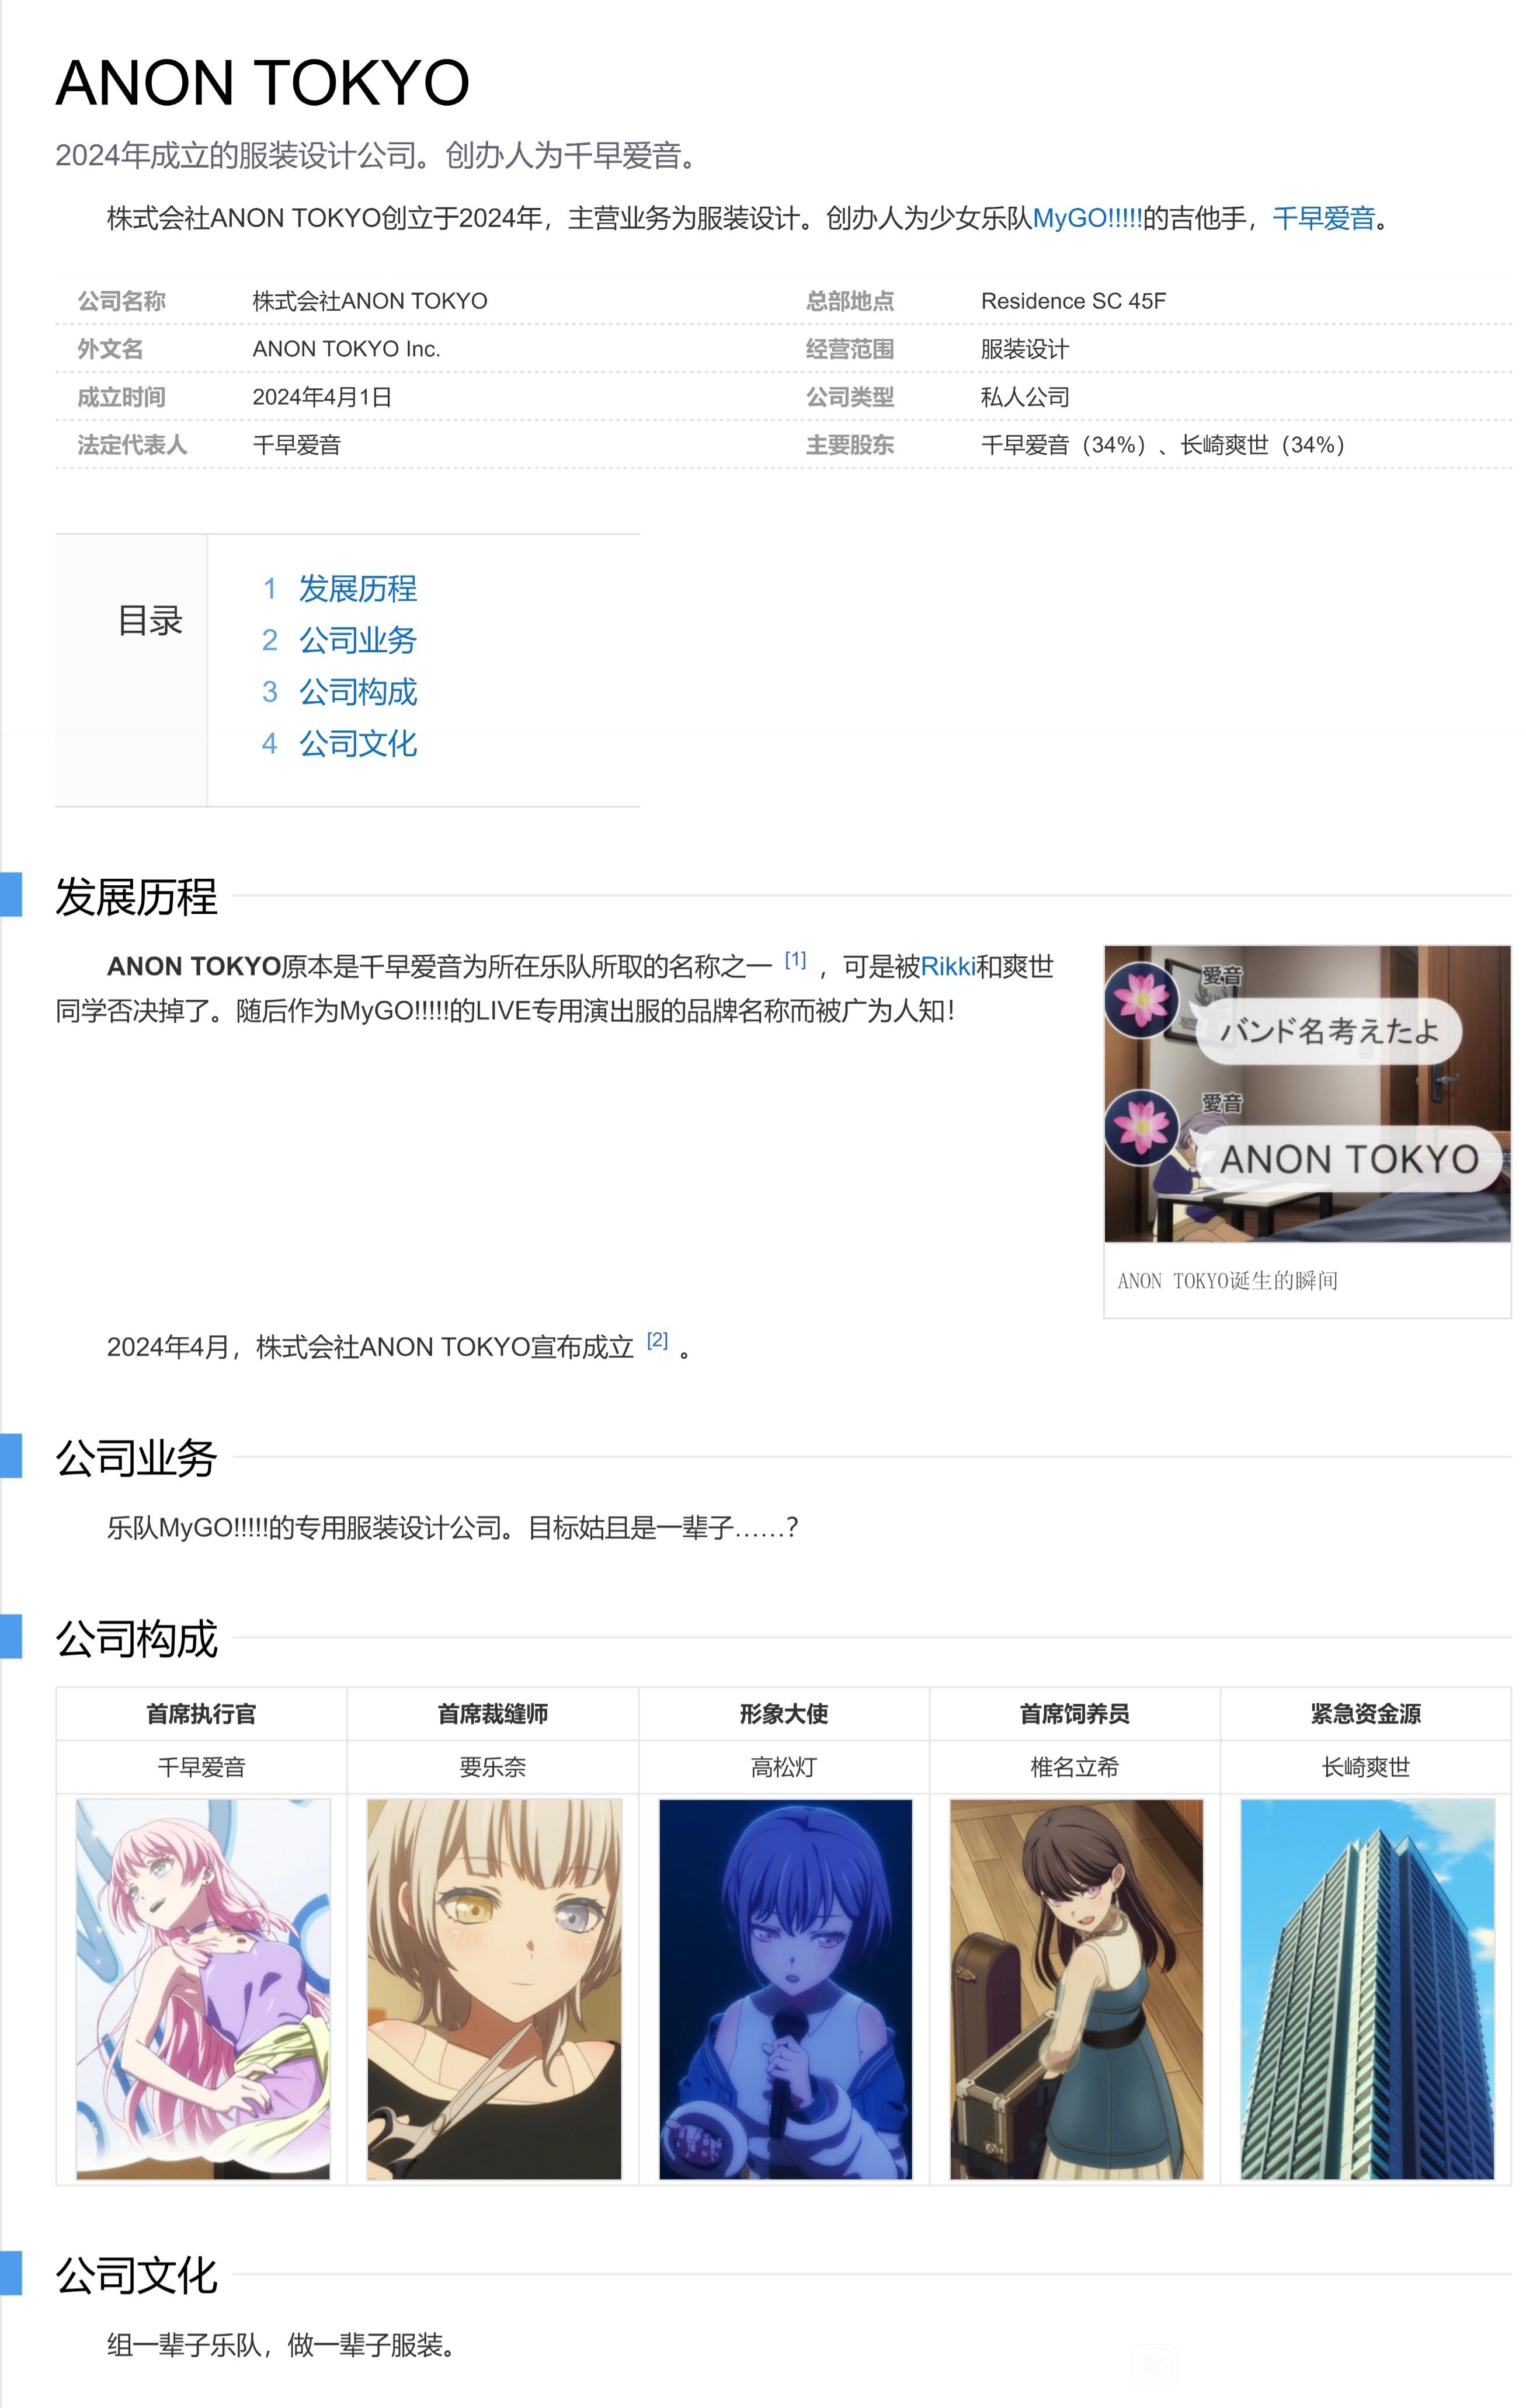 ANON TOKYO
2024年成立的服装设计公司。创办人为千早爱音。
株式会社ANON TOKYO创立于2024年，主营业务为服装设计。创办人为少女乐队MyGO!!!!!的吉他手，千早爱音。
公司名称 株式会社ANON TOKYO 总部地点 Residence SC 45F
外文名 ANON TOKYO Inc. 经营范围 服装设计
成立时间 2024年4月1日 公司类型 私人公司
法定代表人 千早爱音 主要股东 千早爱音（34%）、长崎爽世（34%）
目录
1 发展历程
2 公司业务
3 公司构成
4 公司文化
发展历程
ANON TOKYO原本是千早爱音为所在乐队所取的名称之一 [1] ，可是被Rikki和爽世
同学否决掉了。随后作为MyGO!!!!!的LIVE专用演出服的品牌名称而被广为人知！
愛音
バンド名考えたよ
愛音
ANON TOKYO
ANON TOKYO诞生的瞬间
2024年4月，株式会社ANON TOKYO宣布成立 [2] 。
公司业务
乐队MyGO!!!!!的专用服装设计公司。目标姑且是一辈子……？
公司构成
首席执行官 首席裁缝师 形象大使 首席饲养员 紧急资金源
千早爱音 要乐奈 高松灯 椎名立希 长崎爽世
公司文化
组一辈子乐队，做一辈子服装。